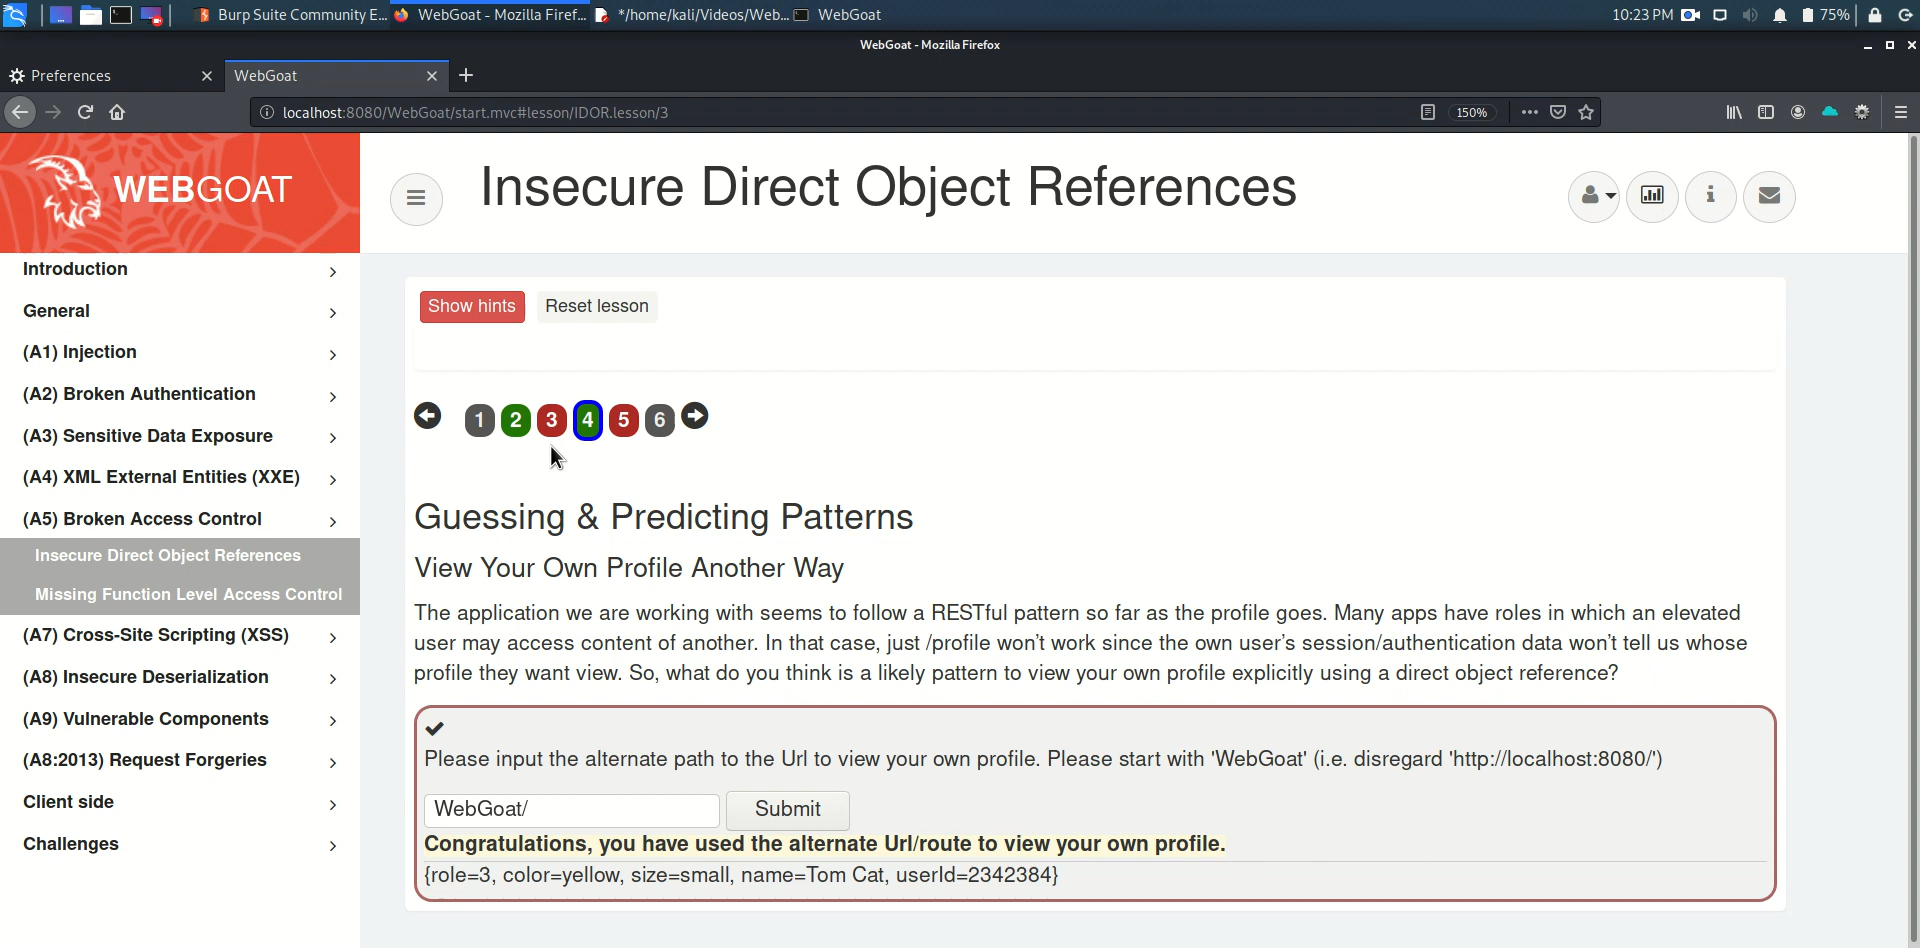 Burp Suite Community E... WebGoat - Mozilla Firef... */home/kali/Videos/Web... WebGoat 10:23 PM 75%
WebGoat - Mozilla Firefox
Preferences WebGoat
localhost:8080/WebGoat/start.mvc#lesson/IDOR.lesson/3 150%
WEBGOAT
Insecure Direct Object References
Introduction
General
(A1) Injection
(A2) Broken Authentication
(A3) Sensitive Data Exposure
(A4) XML External Entities (XXE)
(A5) Broken Access Control
Insecure Direct Object References
Missing Function Level Access Control
(A7) Cross-Site Scripting (XSS)
(A8) Insecure Deserialization
(A9) Vulnerable Components
(A8:2013) Request Forgeries
Client side
Challenges
Show hints Reset lesson
1 2 3 4 5 6
Guessing & Predicting Patterns
View Your Own Profile Another Way
The application we are working with seems to follow a RESTful pattern so far as the profile goes. Many apps have roles in which an elevated
user may access content of another. In that case, just /profile won't work since the own user's session/authentication data won't tell us whose
profile they want view. So, what do you think is a likely pattern to view your own profile explicitly using a direct object reference?
Please input the alternate path to the Url to view your own profile. Please start with 'WebGoat' (i.e. disregard 'http://localhost:8080/')
WebGoat/ Submit
Congratulations, you have used the alternate Url/route to view your own profile.
{role=3, color=yellow, size=small, name=Tom Cat, userId=2342384}